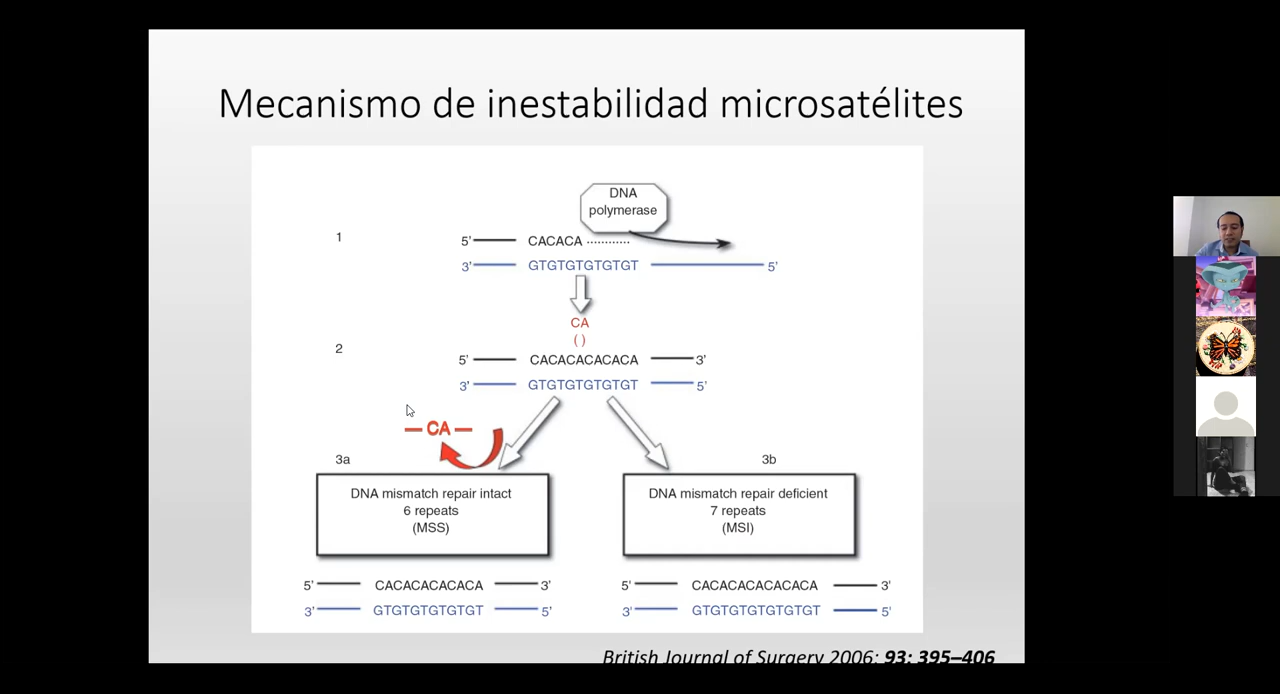 Mecanismo de inestabilidad microsatélites
DNA
polymerase
1
5' CACACA ............
3' GTGTGTGTGTGT 5'
CA
( )
2
5' CACACACACACA 3'
3' GTGTGTGTGTGT 5'
CA
3a
3b
DNA mismatch repair intact
6 repeats
(MSS)
DNA mismatch repair deficient
7 repeats
(MSI)
5' CACACACACACA 3'
3' GTGTGTGTGTGT 5'
5' CACACACACACACA 3'
3' GTGTGTGTGTGTGT 5'
British Journal of Surgery 2006; 93: 395–406